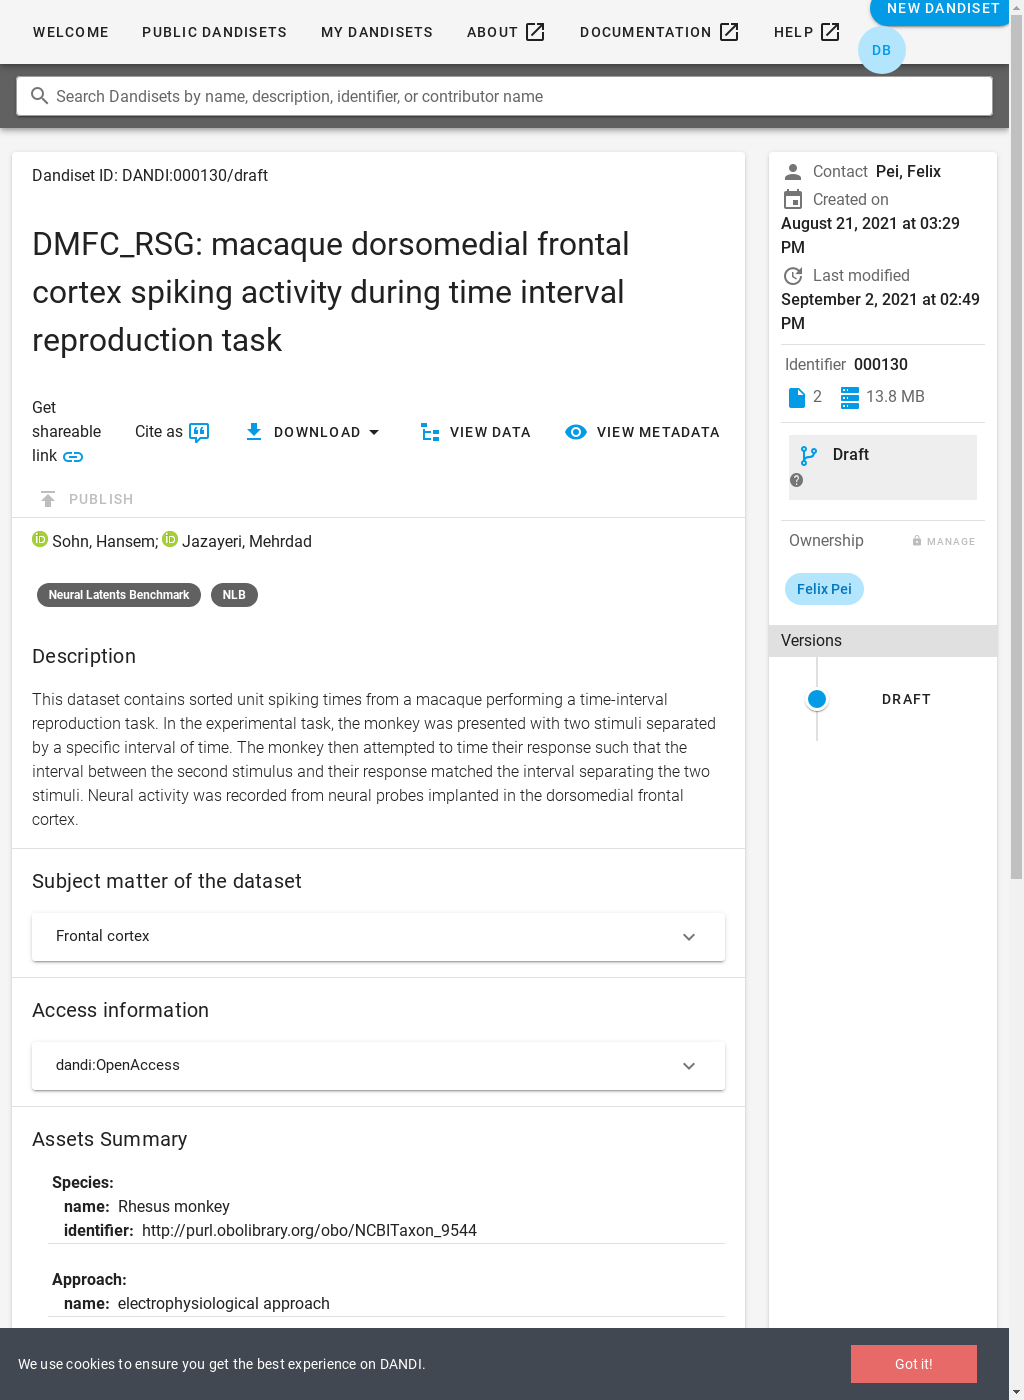 WELCOME PUBLIC DANDISETS MY DANDISETS ABOUT DOCUMENTATION HELP NEW DANDISET
DB
Search Dandisets by name, description, identifier, or contributor name
Dandiset ID: DANDI:000130/draft
DMFC_RSG: macaque dorsomedial frontal
cortex spiking activity during time interval
reproduction task
Get
shareable
link
Cite as
DOWNLOAD
VIEW DATA
VIEW METADATA
PUBLISH
Sohn, Hansem; Jazayeri, Mehrdad
Neural Latents Benchmark NLB
Description
This dataset contains sorted unit spiking times from a macaque performing a time-interval
reproduction task. In the experimental task, the monkey was presented with two stimuli separated
by a specific interval of time. The monkey then attempted to time their response such that the
interval between the second stimulus and their response matched the interval separating the two
stimuli. Neural activity was recorded from neural probes implanted in the dorsomedial frontal
cortex.
Subject matter of the dataset
Frontal cortex
Access information
dandi:OpenAccess
Assets Summary
Species:
name: Rhesus monkey
identifier: http://purl.obolibrary.org/obo/NCBITaxon_9544
Approach:
name: electrophysiological approach
Contact Pei, Felix
Created on
August 21, 2021 at 03:29
PM
Last modified
September 2, 2021 at 02:49
PM
Identifier 000130
2 13.8 MB
Draft
Ownership MANAGE
Felix Pei
Versions
DRAFT
We use cookies to ensure you get the best experience on DANDI.
Got it!